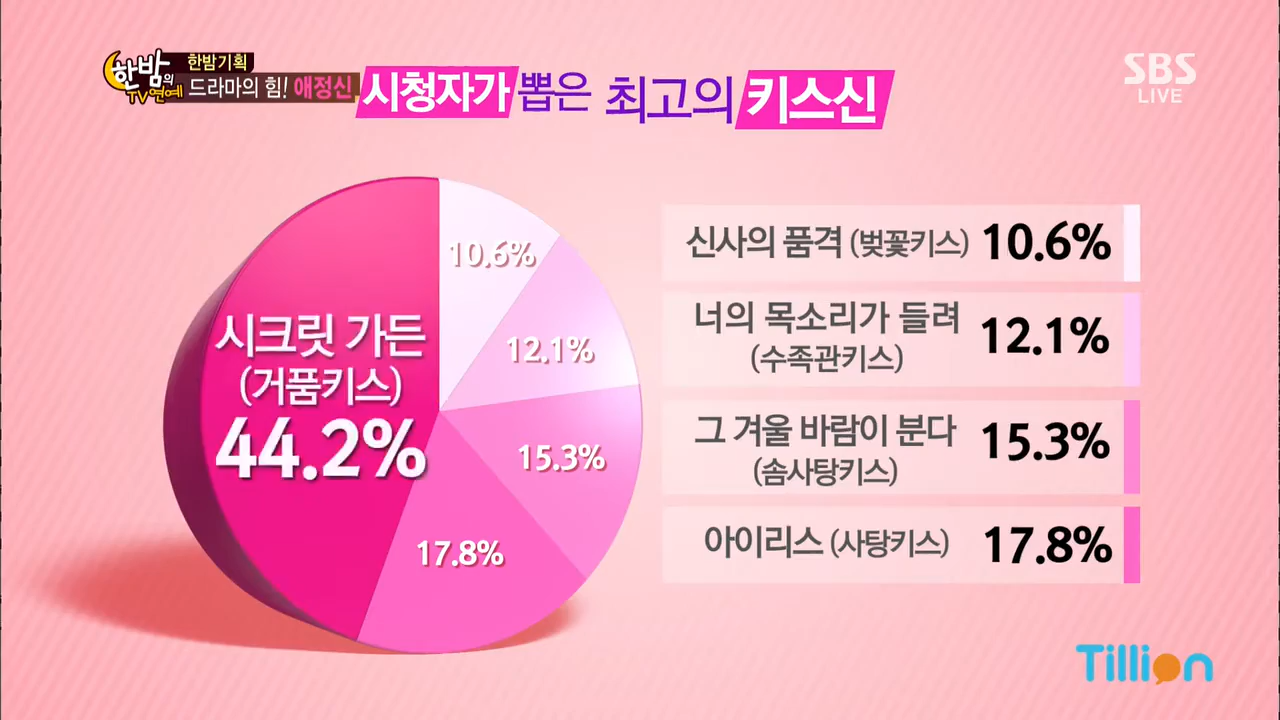 한밤의
TV연예
한밤기획
드라마의 힘! 애정신
시청자가 뽑은 최고의 키스신
SBS
LIVE
10.6%
12.1%
15.3%
17.8%
시크릿 가든
(거품키스)
44.2%
신사의 품격 (벚꽃키스) 10.6%
너의 목소리가 들려
(수족관키스)
12.1%
그 겨울 바람이 분다
(솜사탕키스)
15.3%
아이리스 (사탕키스) 17.8%
Tillion